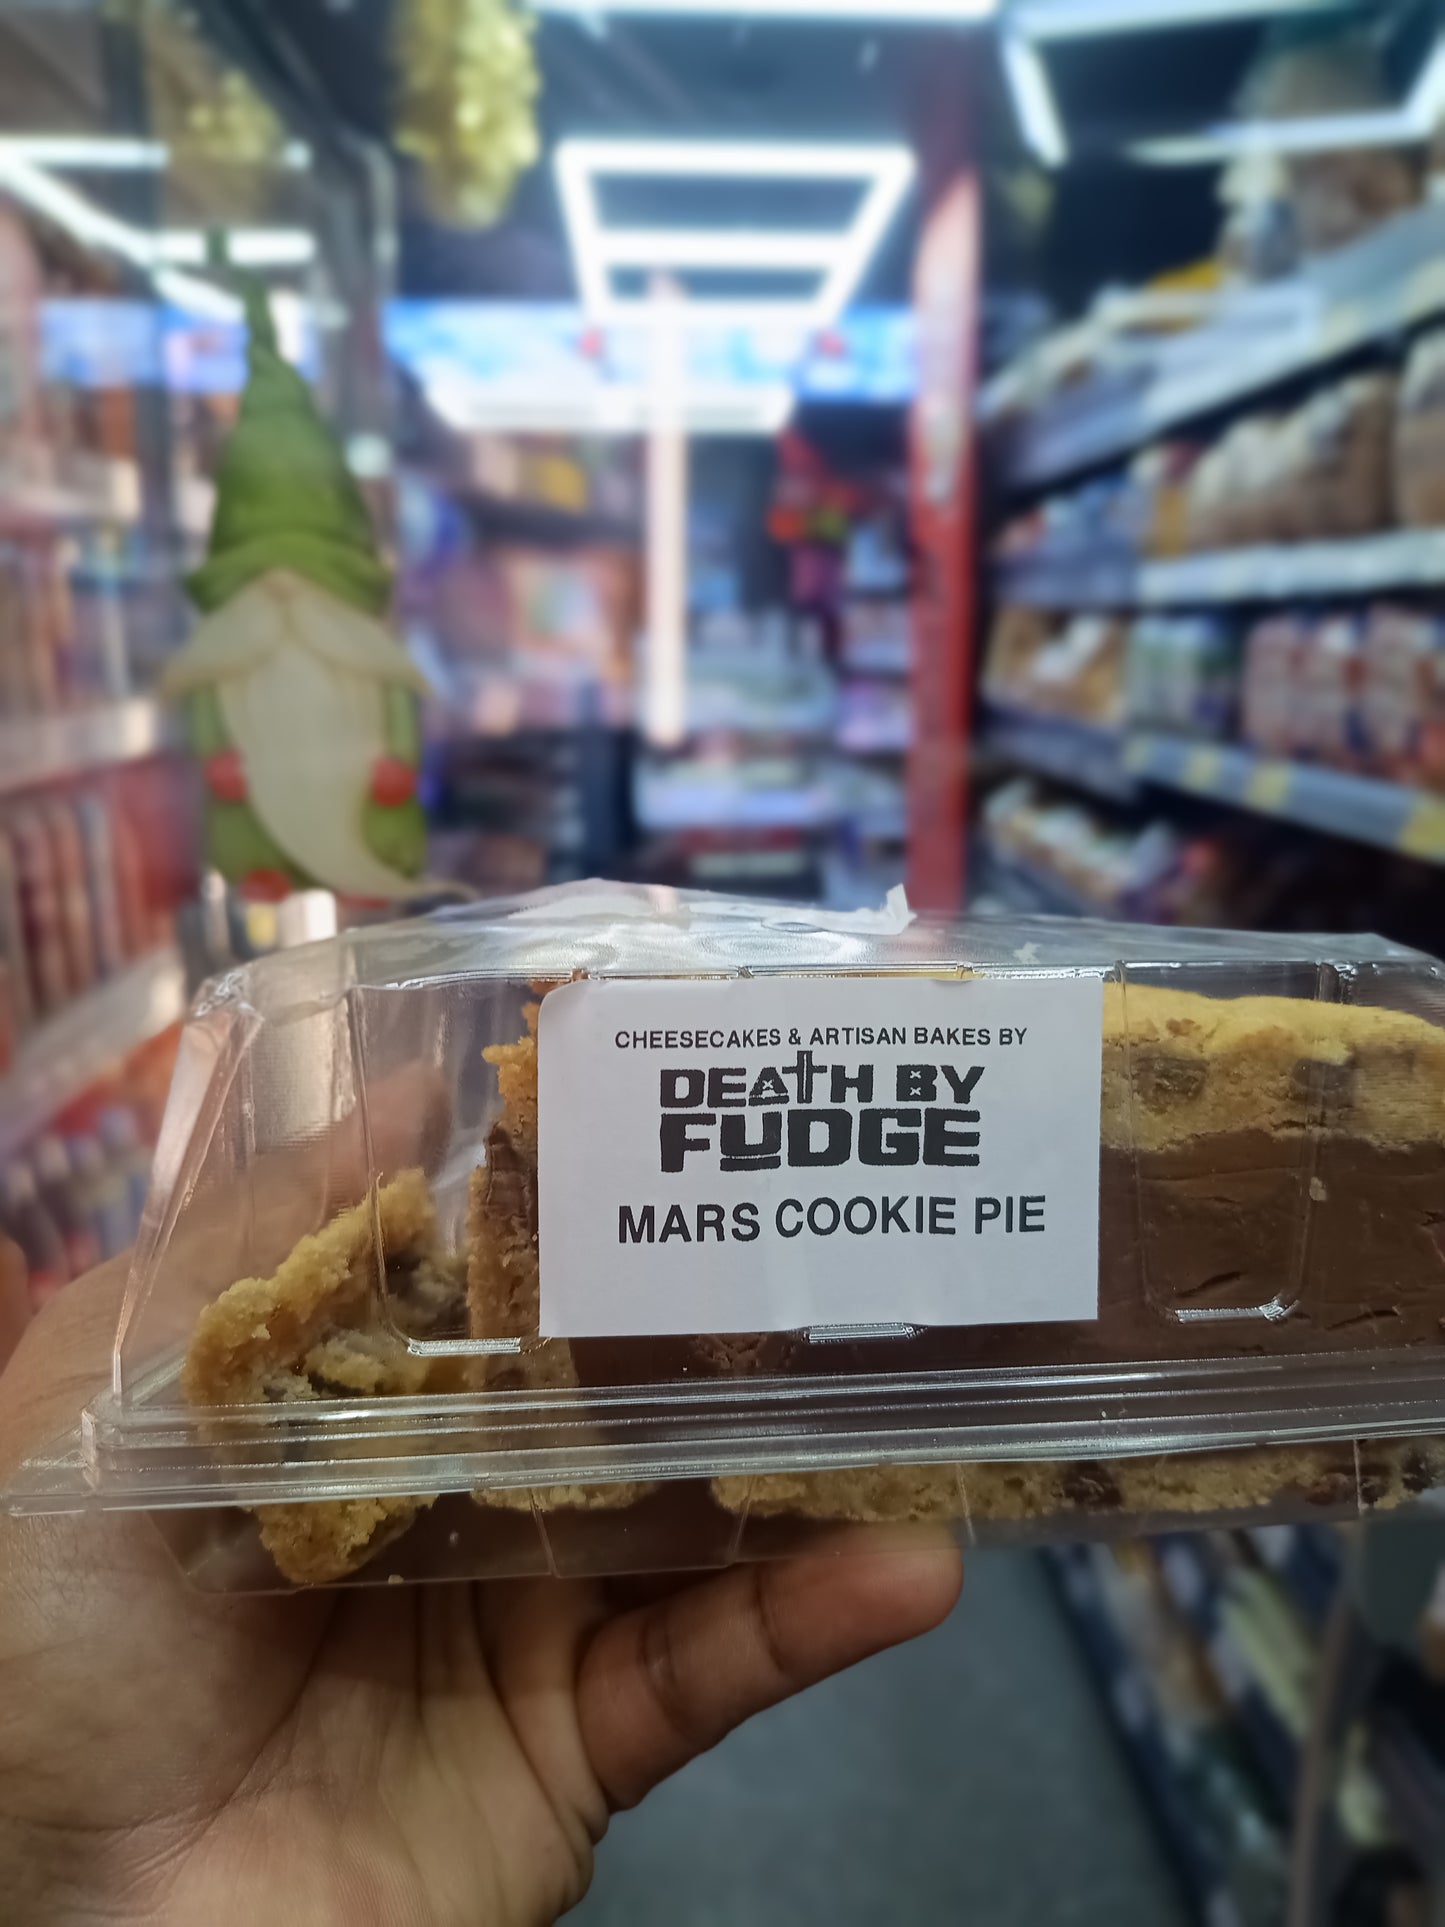 CHEESECAKES & ARTISAN BAKES BY
DEATH BY
FUDGE
MARS COOKIE PIE